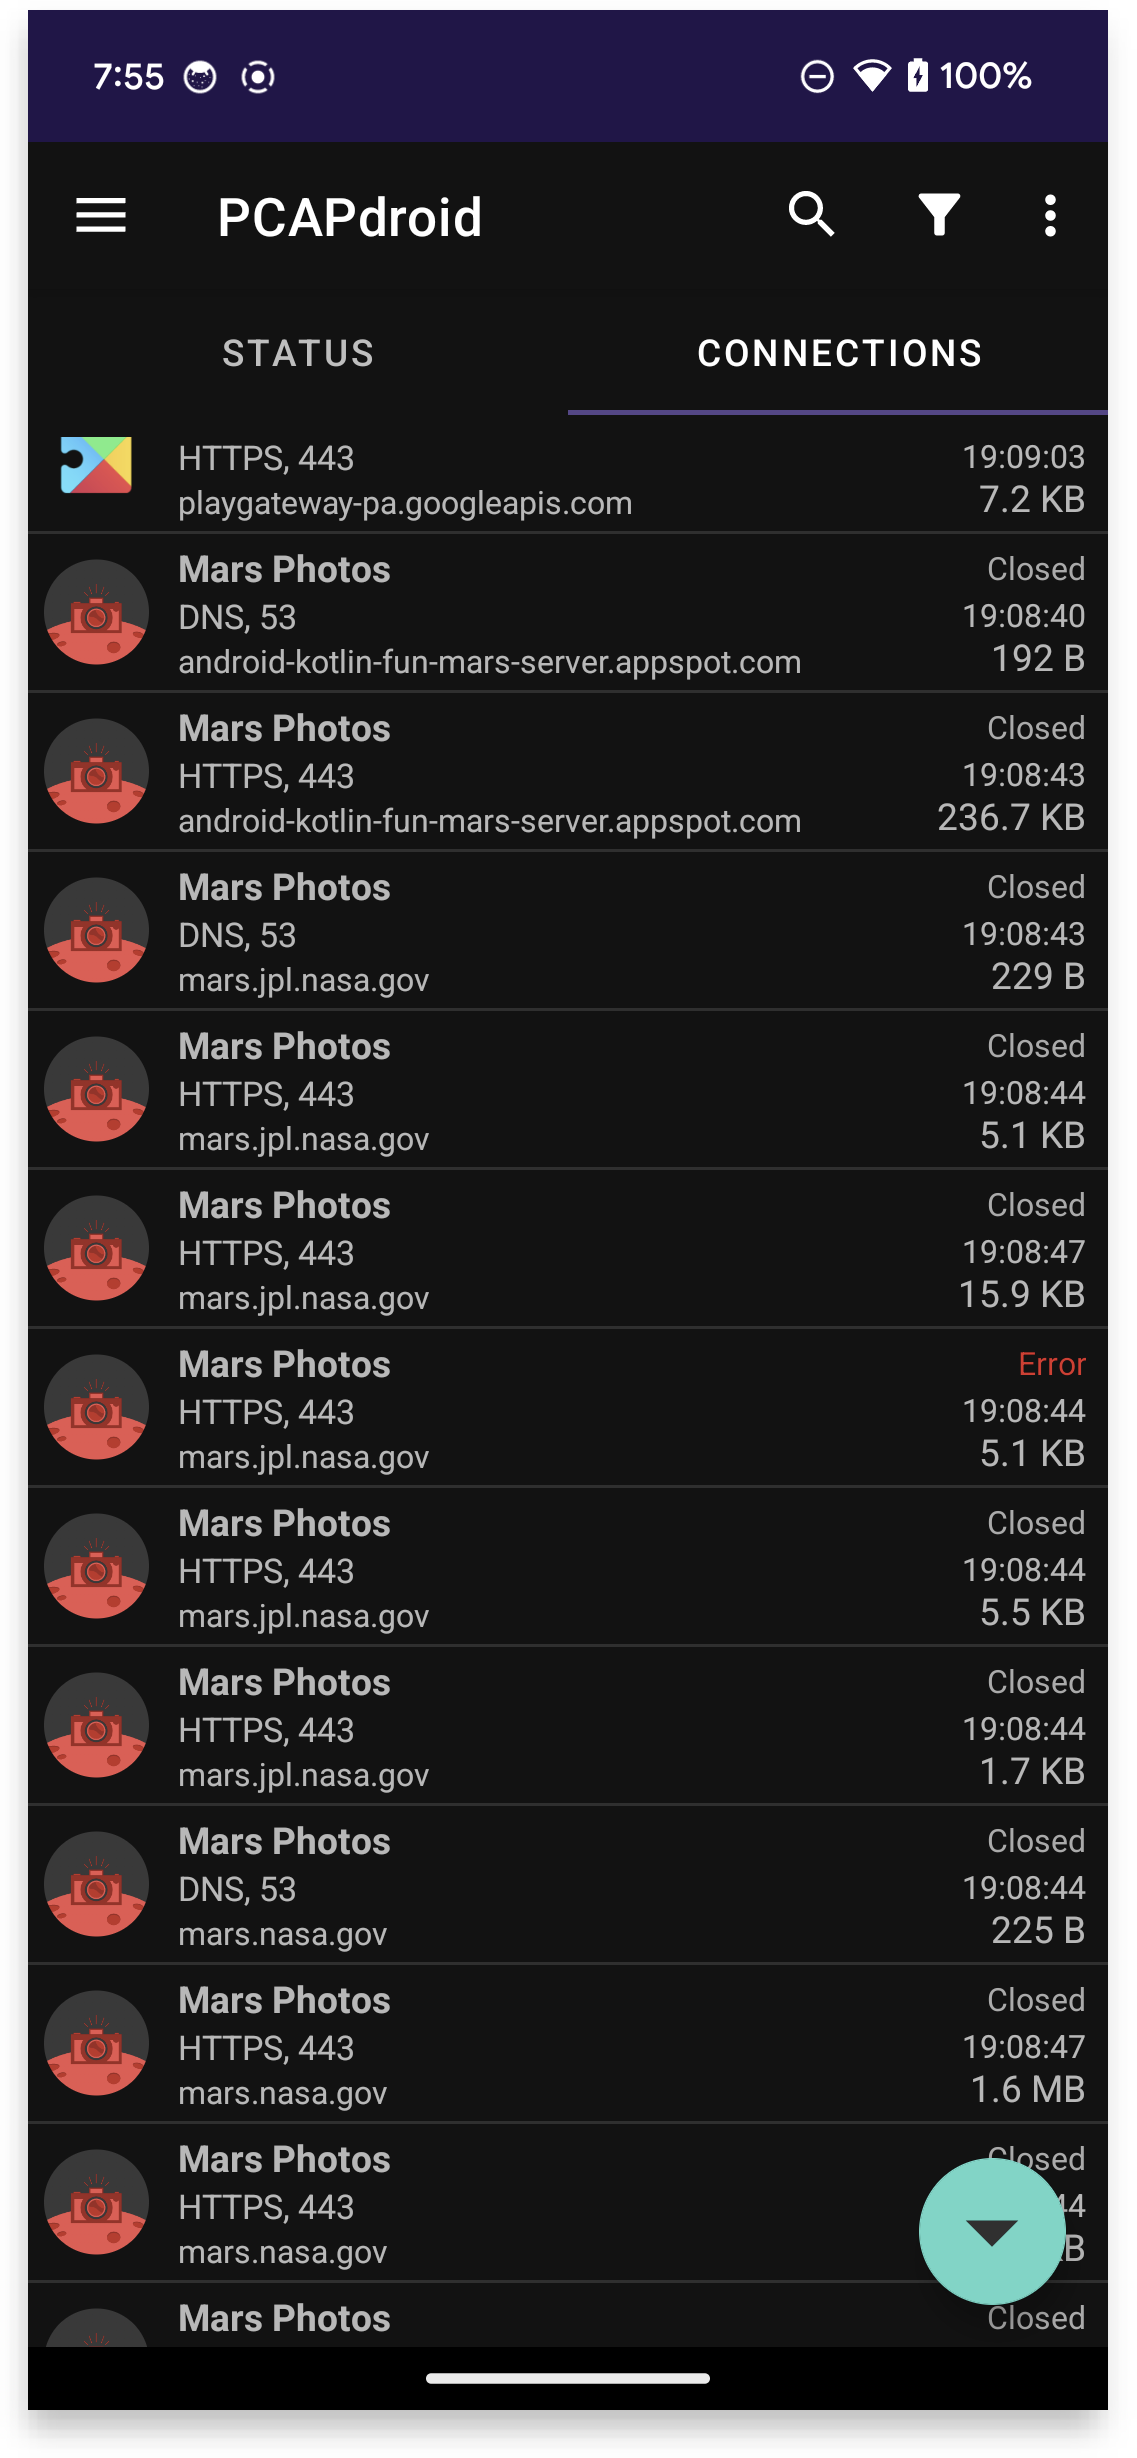 7:55 100%
PCAPdroid
STATUS CONNECTIONS
HTTPS, 443 19:09:03
playgateway-pa.googleapis.com 7.2 KB
Mars Photos Closed
DNS, 53 19:08:40
android-kotlin-fun-mars-server.appspot.com 192 B
Mars Photos Closed
HTTPS, 443 19:08:43
android-kotlin-fun-mars-server.appspot.com 236.7 KB
Mars Photos Closed
DNS, 53 19:08:43
mars.jpl.nasa.gov 229 B
Mars Photos Closed
HTTPS, 443 19:08:44
mars.jpl.nasa.gov 5.1 KB
Mars Photos Closed
HTTPS, 443 19:08:47
mars.jpl.nasa.gov 15.9 KB
Mars Photos Error
HTTPS, 443 19:08:44
mars.jpl.nasa.gov 5.1 KB
Mars Photos Closed
HTTPS, 443 19:08:44
mars.jpl.nasa.gov 5.5 KB
Mars Photos Closed
HTTPS, 443 19:08:44
mars.jpl.nasa.gov 1.7 KB
Mars Photos Closed
DNS, 53 19:08:44
mars.nasa.gov 225 B
Mars Photos Closed
HTTPS, 443 19:08:47
mars.nasa.gov 1.6 MB
Mars Photos Closed
HTTPS, 443
mars.nasa.gov
Mars Photos Closed